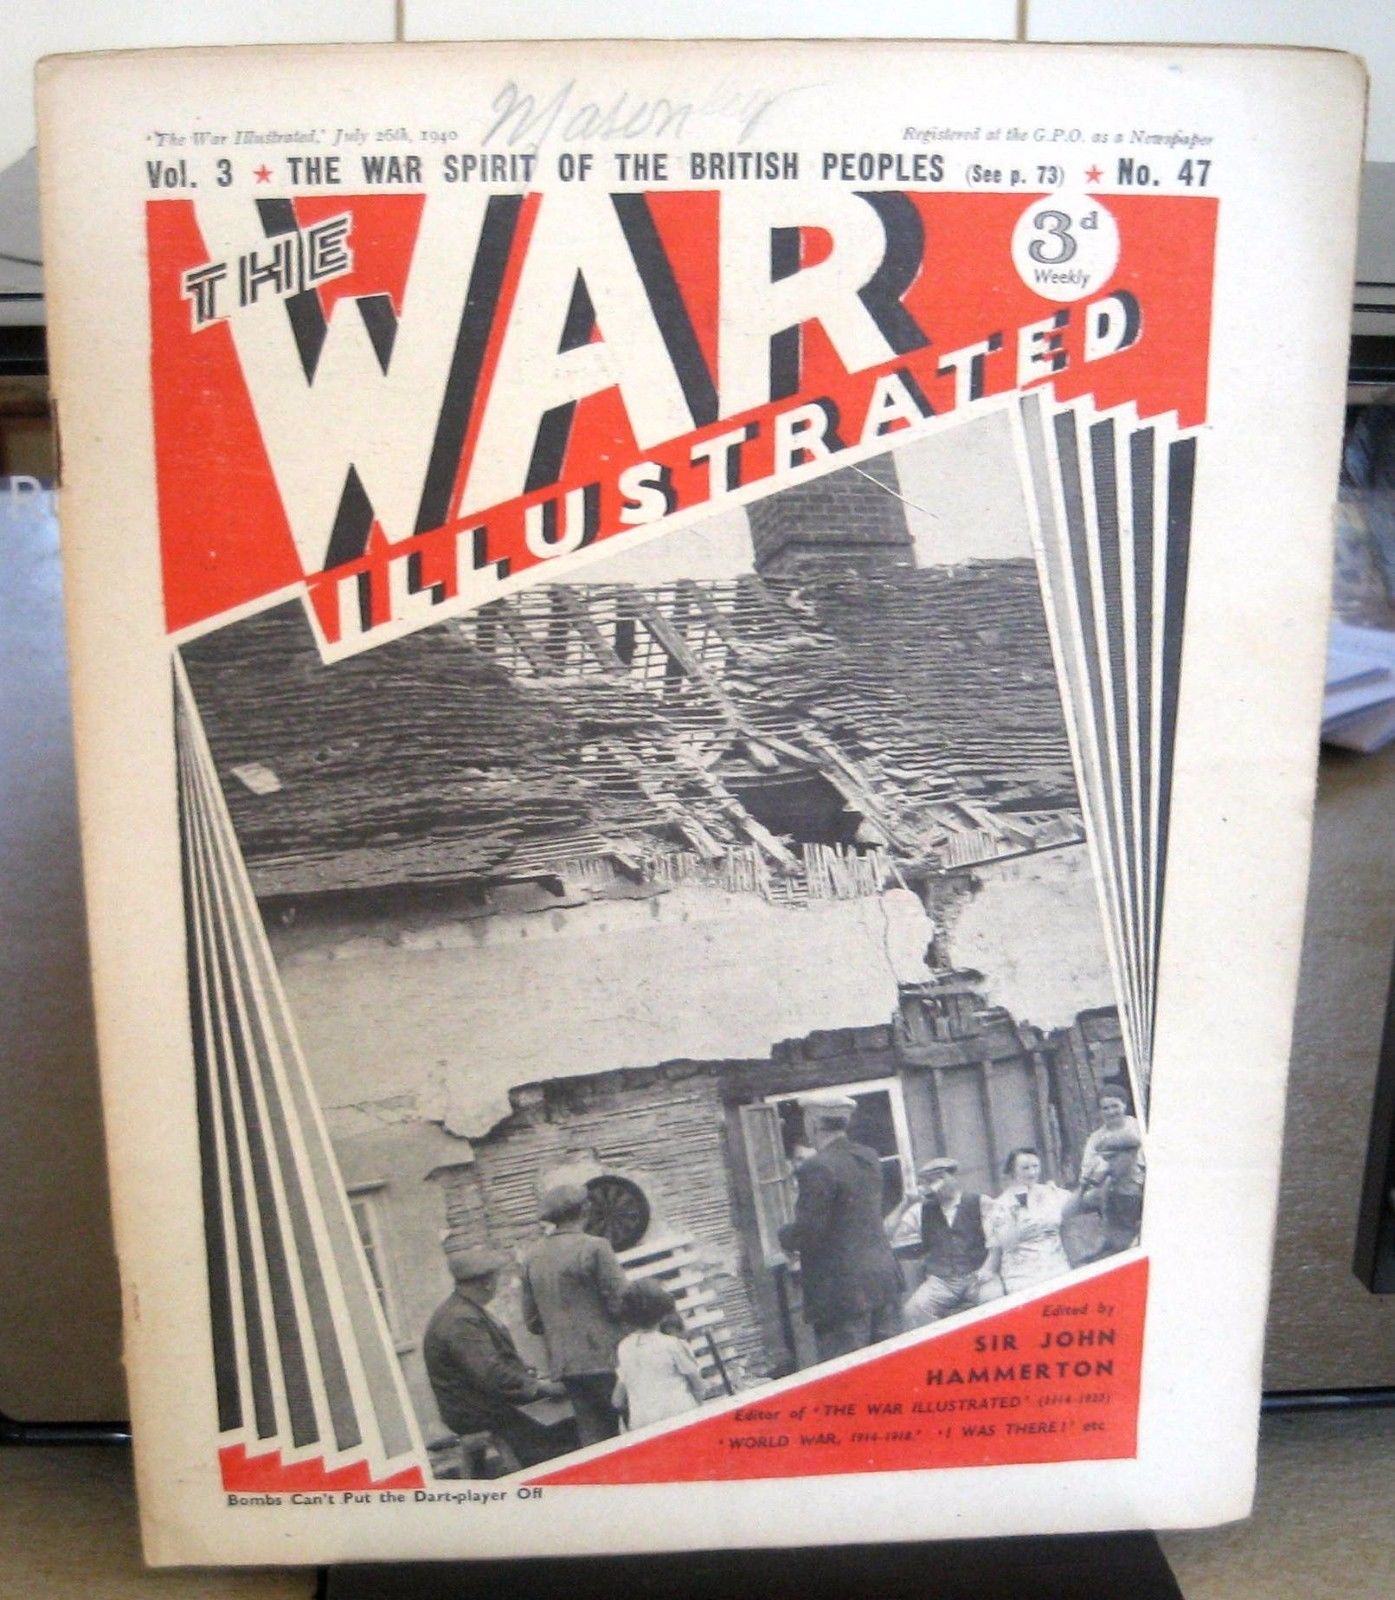 'The War Illustrated,' July 26th, 1940
Registered at the G.P.O. as a Newspaper
Vol. 3 ★ THE WAR SPIRIT OF THE BRITISH PEOPLES (See p. 73) ★ No. 47
THE
WAR
3d
Weekly
ILLUSTRATED
Edited by
SIR JOHN
HAMMERTON
Editor of 'THE WAR ILLUSTRATED'
'WORLD WAR, 1914-1918,' 'I WAS THERE!' etc
Bombs Can't Put the Dart-player Off